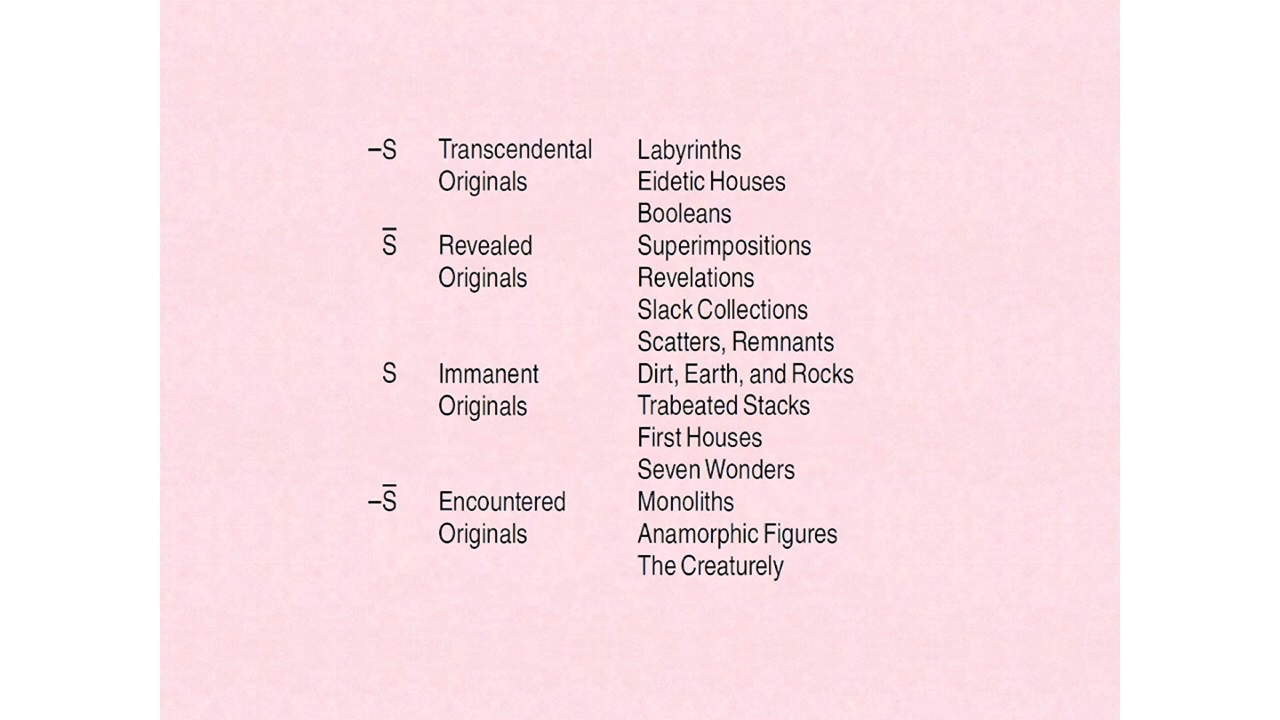 –S Transcendental Labyrinths
Originals Eidetic Houses
Booleans
S̅ Revealed Superimpositions
Originals Revelations
Slack Collections
Scatters, Remnants
S Immanent Dirt, Earth, and Rocks
Originals Trabeated Stacks
First Houses
Seven Wonders
–S̅ Encountered Monoliths
Originals Anamorphic Figures
The Creaturely